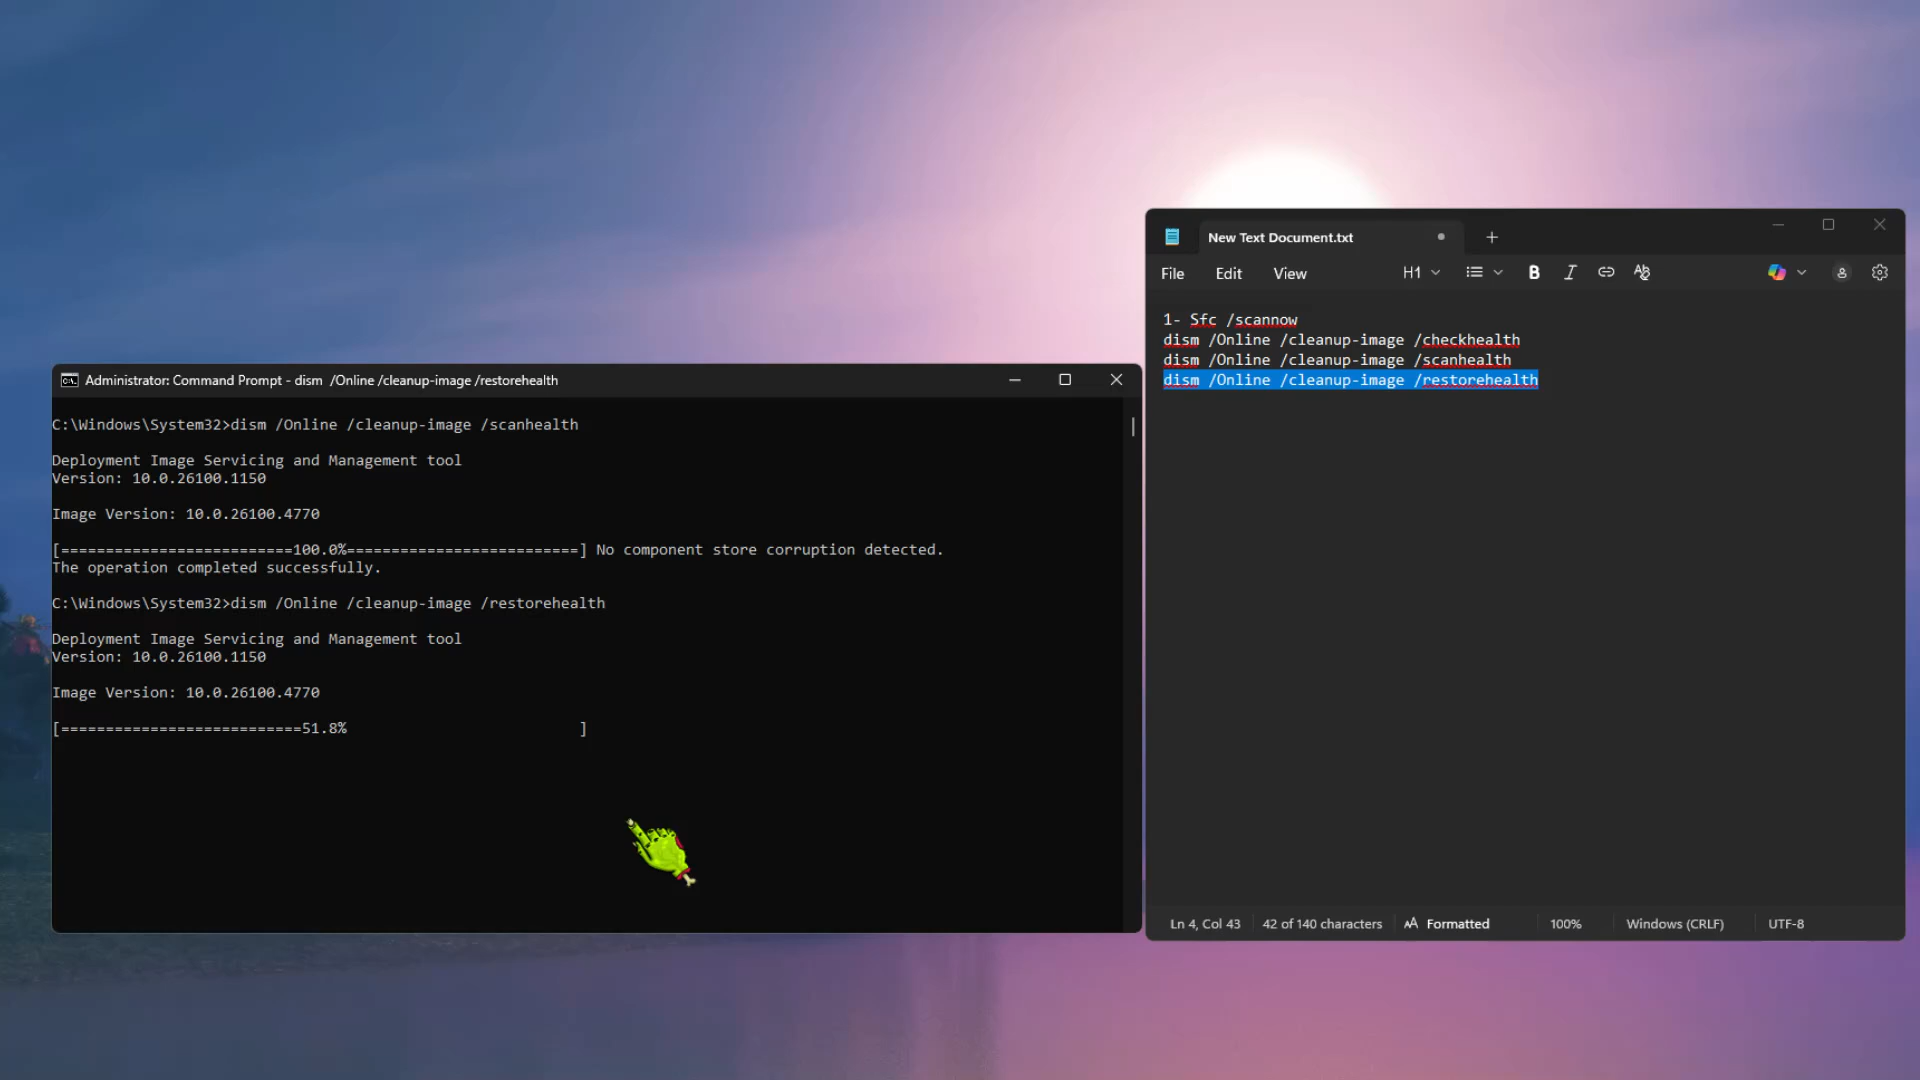 Administrator: Command Prompt - dism  /Online /cleanup-image /restorehealth
C:\Windows\System32>dism /Online /cleanup-image /scanhealth
Deployment Image Servicing and Management tool
Version: 10.0.26100.1150
Image Version: 10.0.26100.4770
[==========================100.0%==========================] No component store corruption detected.
The operation completed successfully.
C:\Windows\System32>dism /Online /cleanup-image /restorehealth
Deployment Image Servicing and Management tool
Version: 10.0.26100.1150
Image Version: 10.0.26100.4770
[===========================51.8%                          ]
New Text Document.txt
File Edit View H1 B I
1- Sfc /scannow
dism /Online /cleanup-image /checkhealth
dism /Online /cleanup-image /scanhealth
dism /Online /cleanup-image /restorehealth
Ln 4, Col 43 42 of 140 characters Formatted 100% Windows (CRLF) UTF-8